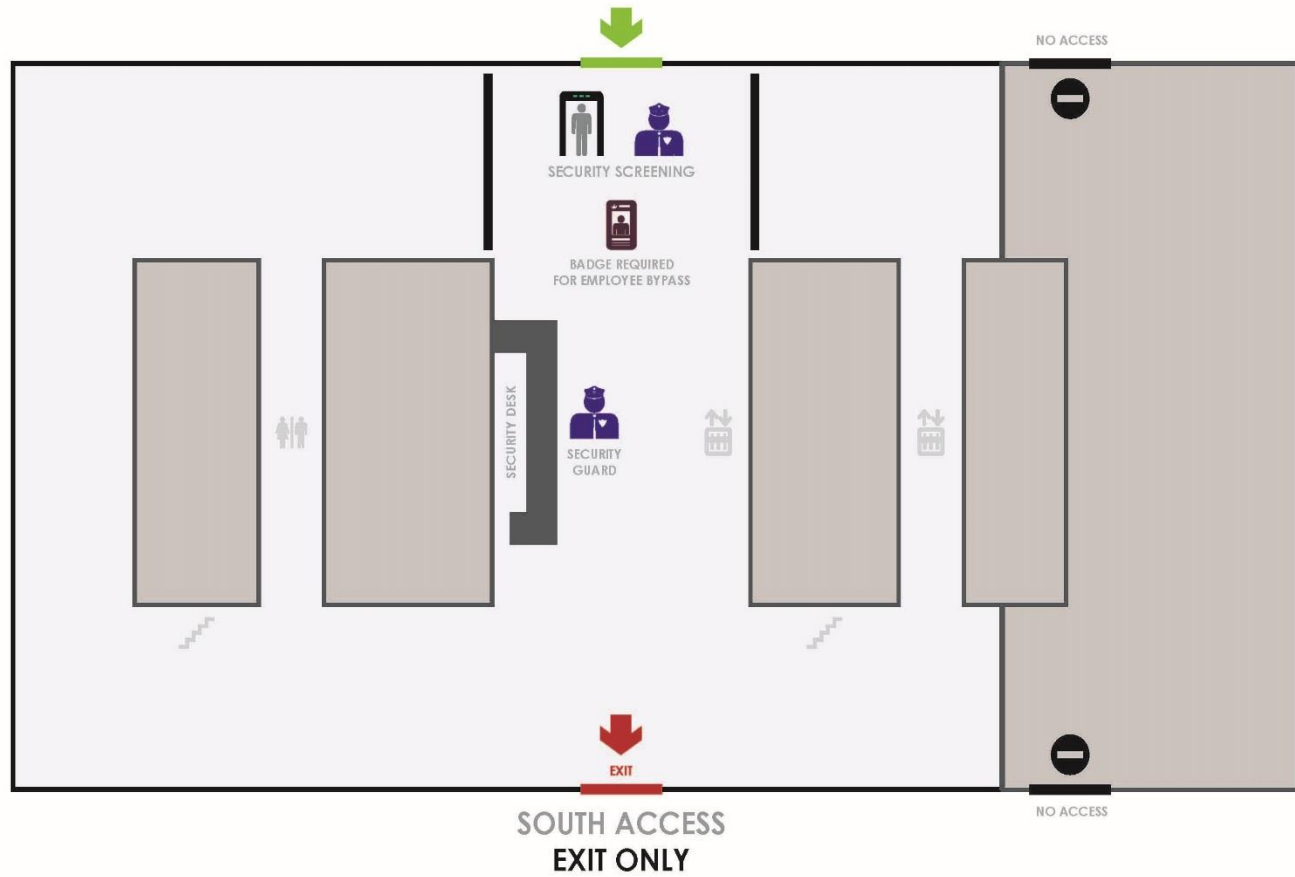 NO ACCESS
SECURITY SCREENING
BADGE REQUIRED
FOR EMPLOYEE BYPASS
SECURITY DESK
SECURITY
GUARD
EXIT
NO ACCESS
SOUTH ACCESS
EXIT ONLY